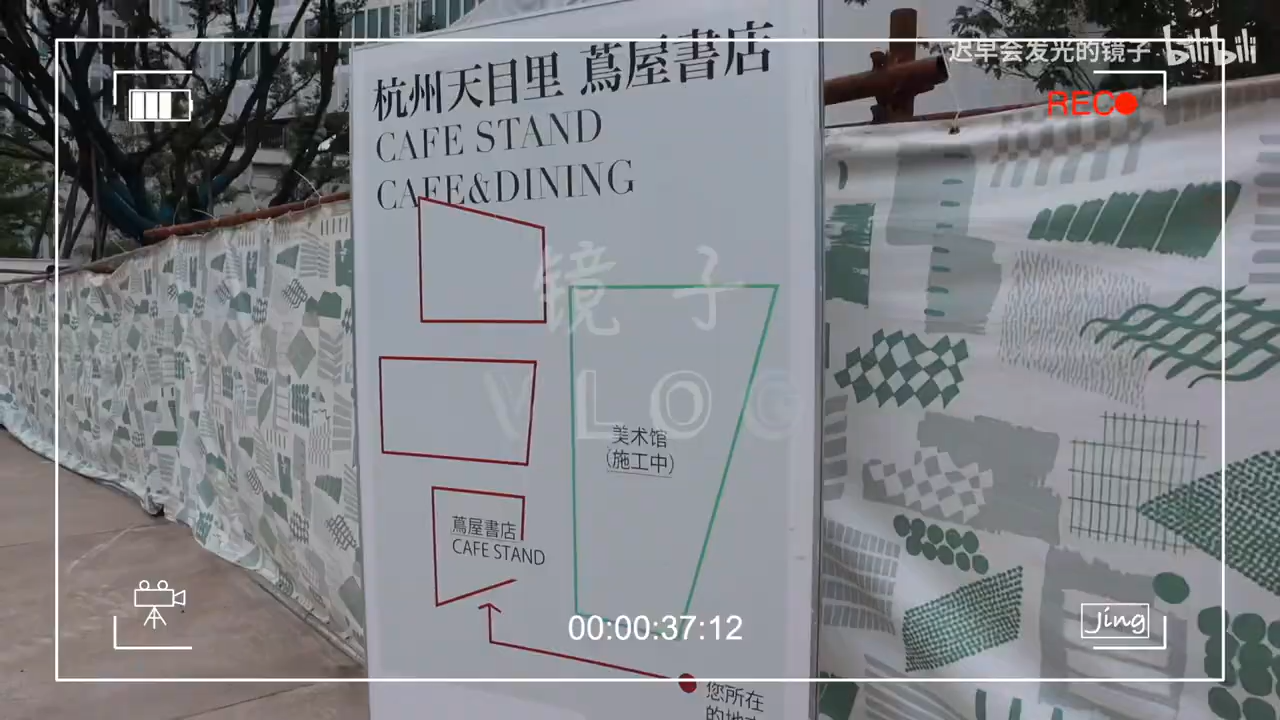 迟早会发光的镜子 bilibili
REC
杭州天目里 蔦屋書店
CAFE STAND
CAFE&DINING
镜子
VLOG
美术馆
(施工中)
蔦屋書店
CAFE STAND
00:00:37:12
Jing
您所在
的地